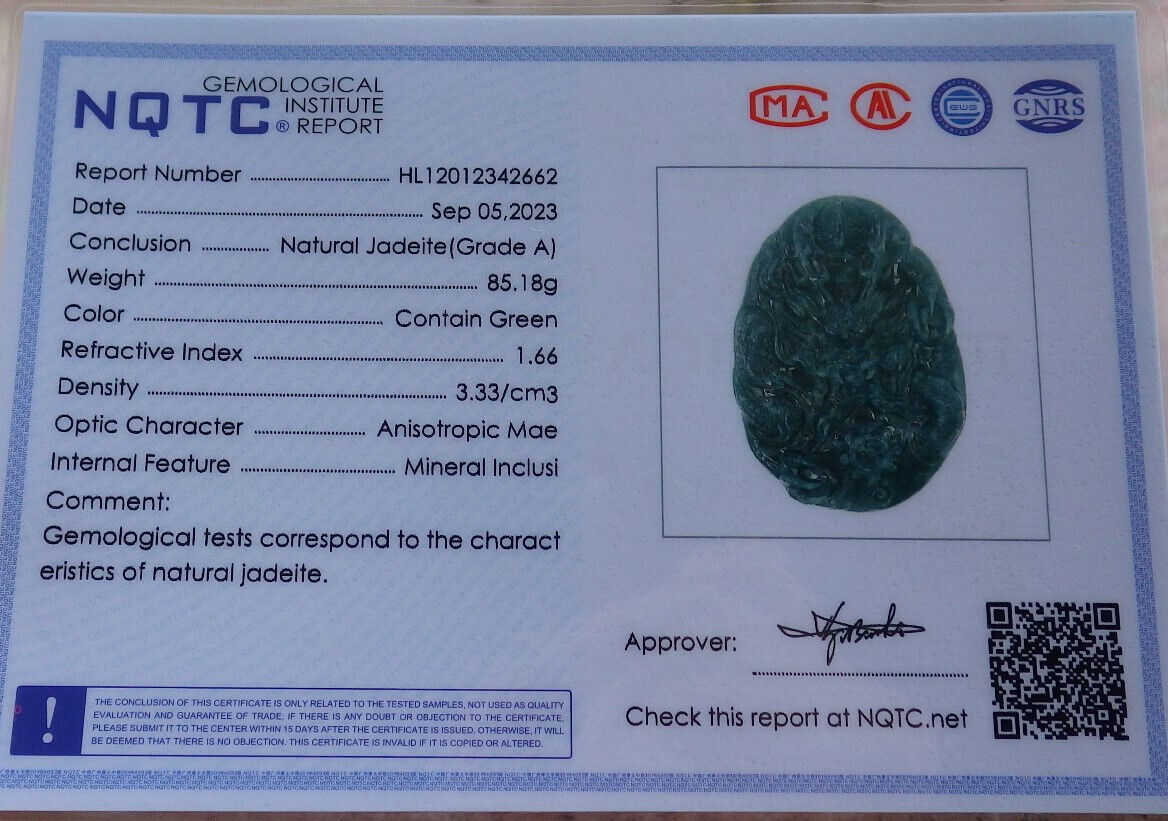 NQTC® GEMOLOGICAL
INSTITUTE
REPORT
MA
AL
GWS
GNRS
Report Number ........ HL12012342662
Date ........ Sep 05,2023
Conclusion ........ Natural Jadeite(Grade A)
Weight ........ 85.18g
Color ........ Contain Green
Refractive Index ........ 1.66
Density ........ 3.33/cm3
Optic Character ........ Anisotropic Mae
Internal Feature ........ Mineral Inclusi
Comment:
Gemological tests correspond to the charact
eristics of natural jadeite.
Approver:
Check this report at NQTC.net
!
THE CONCLUSION OF THIS CERTIFICATE IS ONLY RELATED TO THE TESTED SAMPLES, NOT USED AS QUALITY
EVALUATION AND GUARANTEE OF TRADE; IF THERE IS ANY DOUBT OR OBJECTION TO THE CERTIFICATE,
PLEASE SUBMIT IT TO THE CENTER WITHIN 15 DAYS AFTER THE CERTIFICATE IS ISSUED. OTHERWISE, IT WILL
BE DEEMED THAT THERE IS NO OBJECTION. THIS CERTIFICATE IS INVALID IF IT IS COPIED OR ALTERED.